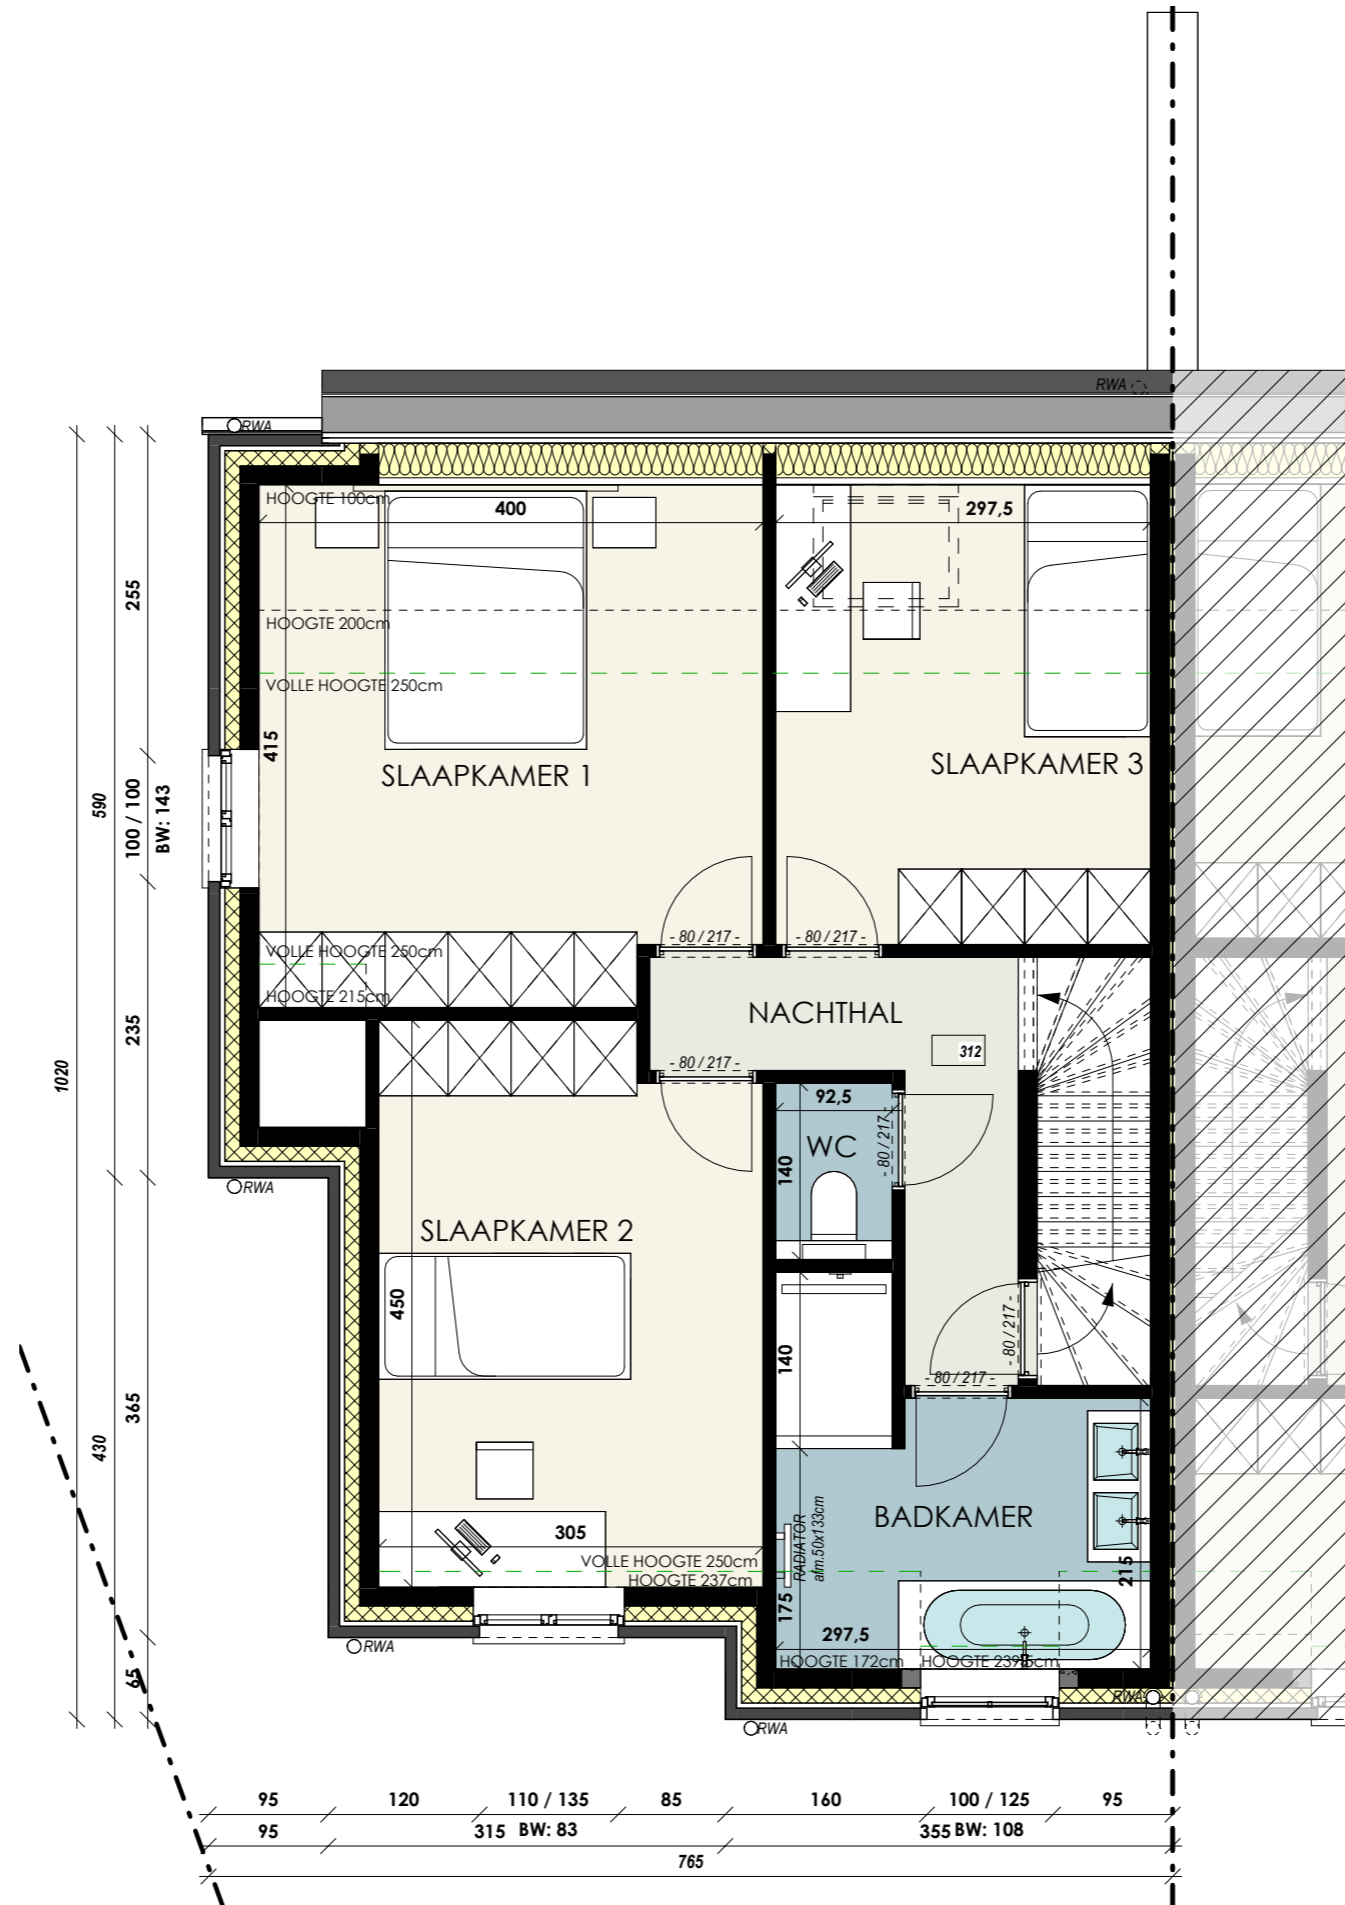 RWA
RWA
HOOGTE 100cm
400
297,5
255
HOOGTE 200cm
VOLLE HOOGTE 250cm
415
SLAAPKAMER 1
SLAAPKAMER 3
590
100 / 100
BW: 143
- 80 / 217 -
- 80 / 217 -
VOLLE HOOGTE 250cm
HOOGTE 215cm
NACHTHAL
312
235
1020
- 80 / 217 -
92,5
- 80 / 217 -
WC
140
RWA
SLAAPKAMER 2
450
140
- 80 / 217 -
- 80 / 217 -
365
430
BADKAMER
RADIATOR
afm.50x133cm
305
VOLLE HOOGTE 250cm
HOOGTE 237cm
215
175
297,5
HOOGTE 172cm
HOOGTE 239,5cm
RWA
65
RWA
RWA
95
120
110 / 135
85
160
100 / 125
95
95
315
BW: 83
355
BW: 108
765